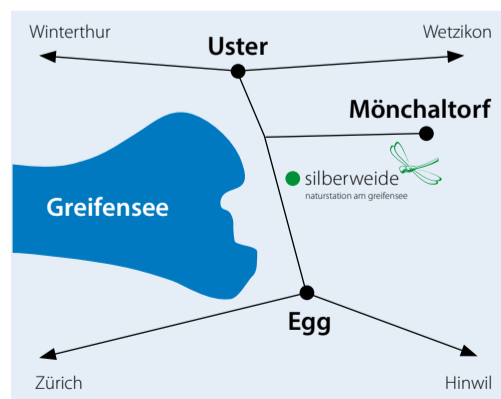 Winterthur
Wetzikon
Uster
Mönchaltorf
silberweide
naturstation am greifensee
Greifensee
Egg
Zürich
Hinwil